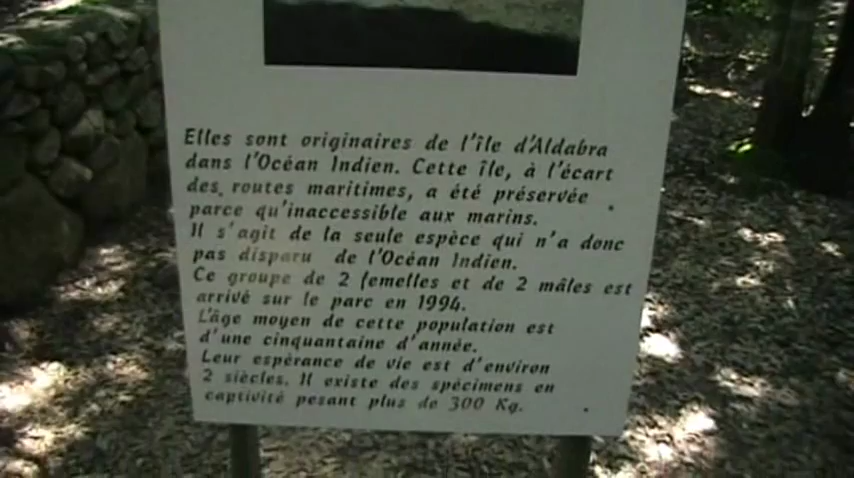 Elles sont originaires de l'île d'Aldabra
dans l'Océan Indien. Cette île, à l'écart
des routes maritimes, a été préservée
parce qu'inaccessible aux marins.
Il s'agit de la seule espèce qui n'a donc
pas disparu de l'Océan Indien.
Ce groupe de 2 femelles et de 2 mâles est
arrivé sur le parc en 1994.
L'âge moyen de cette population est
d'une cinquantaine d'année.
Leur espérance de vie est d'environ
2 siècles. Il existe des spécimens en
captivité pesant plus de 300 Kg.